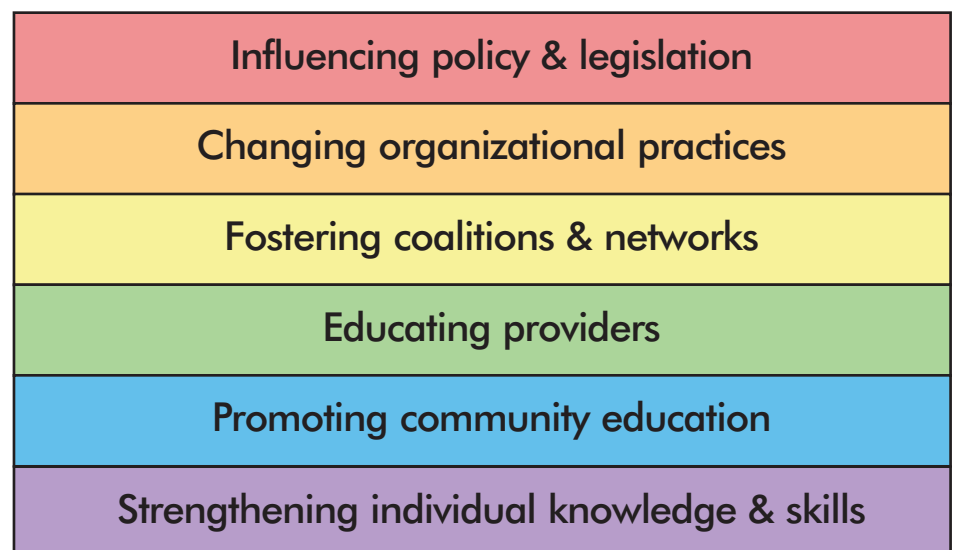 Influencing policy & legislation
Changing organizational practices
Fostering coalitions & networks
Educating providers
Promoting community education
Strengthening individual knowledge & skills